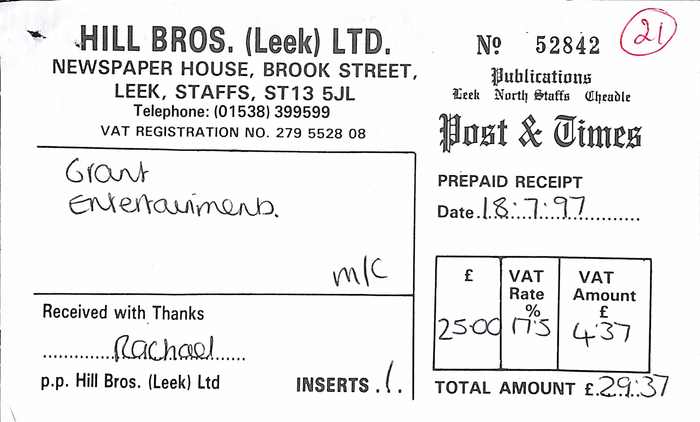 HILL BROS. (Leek) LTD.
NEWSPAPER HOUSE, BROOK STREET,
LEEK, STAFFS, ST13 5JL
Telephone: (01538) 399599
VAT REGISTRATION NO. 279 5528 08
Grant
Entertainments.
m/c
Received with Thanks
Rachael
p.p. Hill Bros. (Leek) Ltd
INSERTS .1.
Nº 52842
21
Publications
Leek North Staffs Cheadle
Post & Times
PREPAID RECEIPT
Date 18:7:97
£ VAT Rate % VAT Amount £
25=00 17.5 4.37
TOTAL AMOUNT £29.37